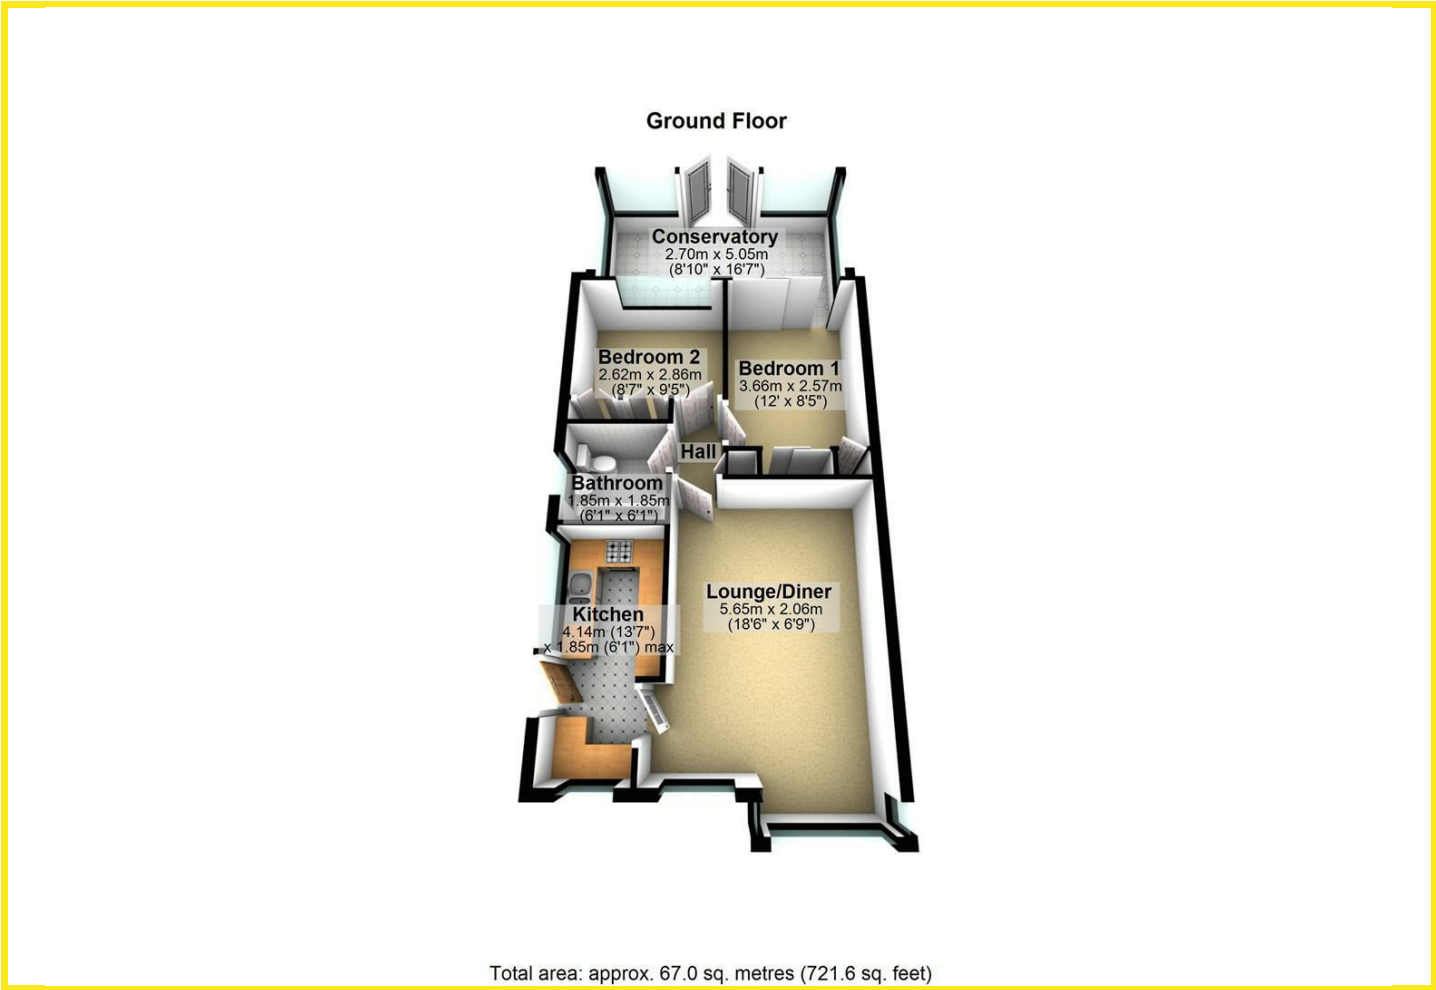 Ground Floor
Conservatory
2.70m x 5.05m
(8'10" x 16'7")
Bedroom 2
2.62m x 2.86m
(8'7" x 9'5")
Bedroom 1
3.66m x 2.57m
(12' x 8'5")
Hall
Bathroom
1.85m x 1.85m
(6'1" x 6'1")
Lounge/Diner
5.65m x 2.06m
(18'6" x 6'9")
Kitchen
4.14m (13'7")
x 1.85m (6'1") max
Total area: approx. 67.0 sq. metres (721.6 sq. feet)